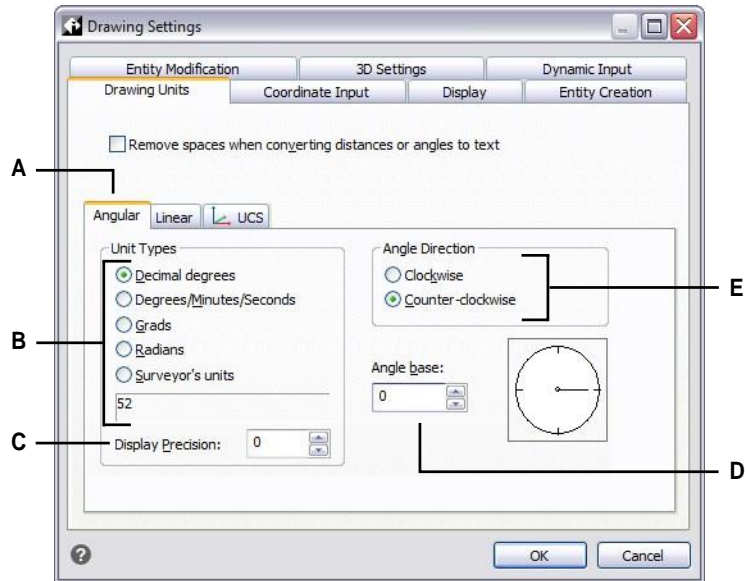 Drawing Settings
Entity Modification 3D Settings Dynamic Input
Drawing Units Coordinate Input Display Entity Creation
Remove spaces when converting distances or angles to text
A
Angular Linear UCS
Unit Types Angle Direction
Decimal degrees Clockwise
Degrees/Minutes/Seconds Counter-clockwise E
Grads
B Radians
Surveyor's units Angle base:
52 0
C Display Precision: 0
D
? OK Cancel